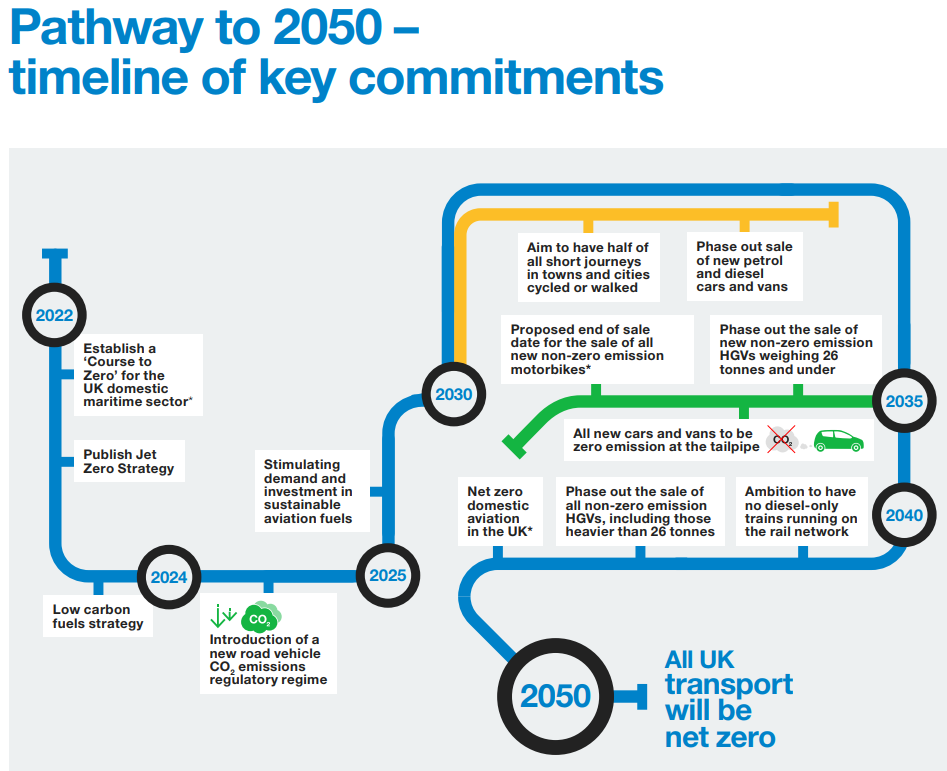 Pathway to 2050 –
timeline of key commitments
2022
Establish a
‘Course to
Zero’ for the
UK domestic
maritime sector*
Publish Jet
Zero Strategy
Low carbon
fuels strategy
2024
CO₂
Introduction of a
new road vehicle
CO₂ emissions
regulatory regime
2025
Stimulating
demand and
investment in
sustainable
aviation fuels
2030
Aim to have half of
all short journeys
in towns and cities
cycled or walked
Phase out sale
of new petrol
and diesel
cars and vans
Proposed end of sale
date for the sale of all
new non-zero emission
motorbikes*
Phase out the sale of
new non-zero emission
HGVs weighing 26
tonnes and under
2035
All new cars and vans to be
zero emission at the tailpipe
CO₂
2040
Net zero
domestic
aviation
in the UK*
Phase out the sale of
all non-zero emission
HGVs, including those
heavier than 26 tonnes
Ambition to have
no diesel-only
trains running on
the rail network
2050
All UK
transport
will be
net zero